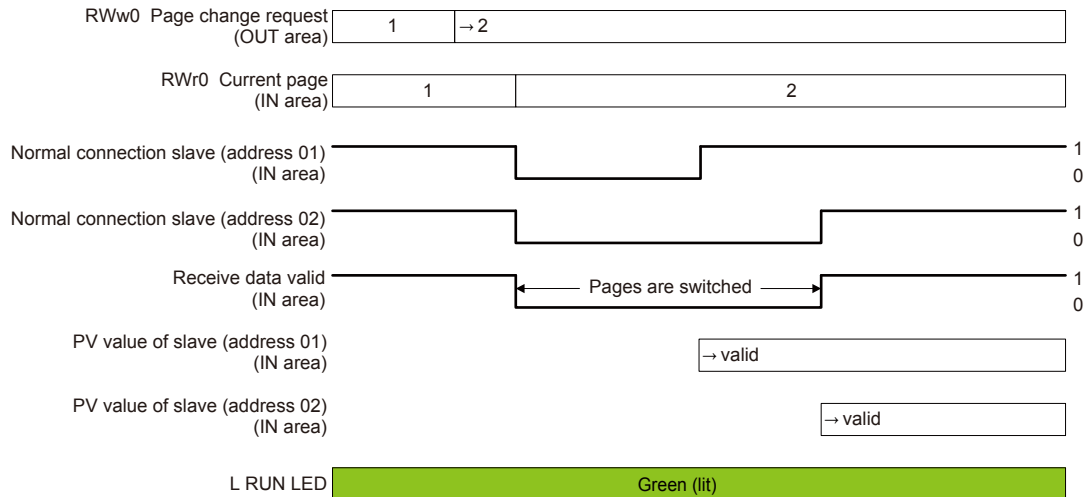 RWw0 Page change request
(OUT area)
1
→2
RWr0 Current page
(IN area)
1
2
Normal connection slave (address 01)
(IN area)
1
0
Normal connection slave (address 02)
(IN area)
1
0
Receive data valid
(IN area)
Pages are switched
1
0
PV value of slave (address 01)
(IN area)
→ valid
PV value of slave (address 02)
(IN area)
→ valid
L RUN LED
Green (lit)